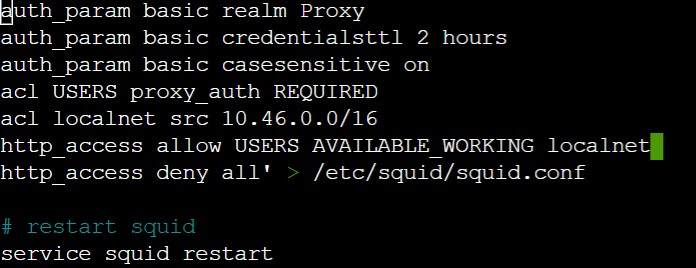 auth_param basic realm Proxy
auth_param basic credentialsttl 2 hours
auth_param basic casesensitive on
acl USERS proxy_auth REQUIRED
acl localnet src 10.46.0.0/16
http_access allow USERS AVAILABLE_WORKING localnet
http_access deny all' > /etc/squid/squid.conf
# restart squid
service squid restart